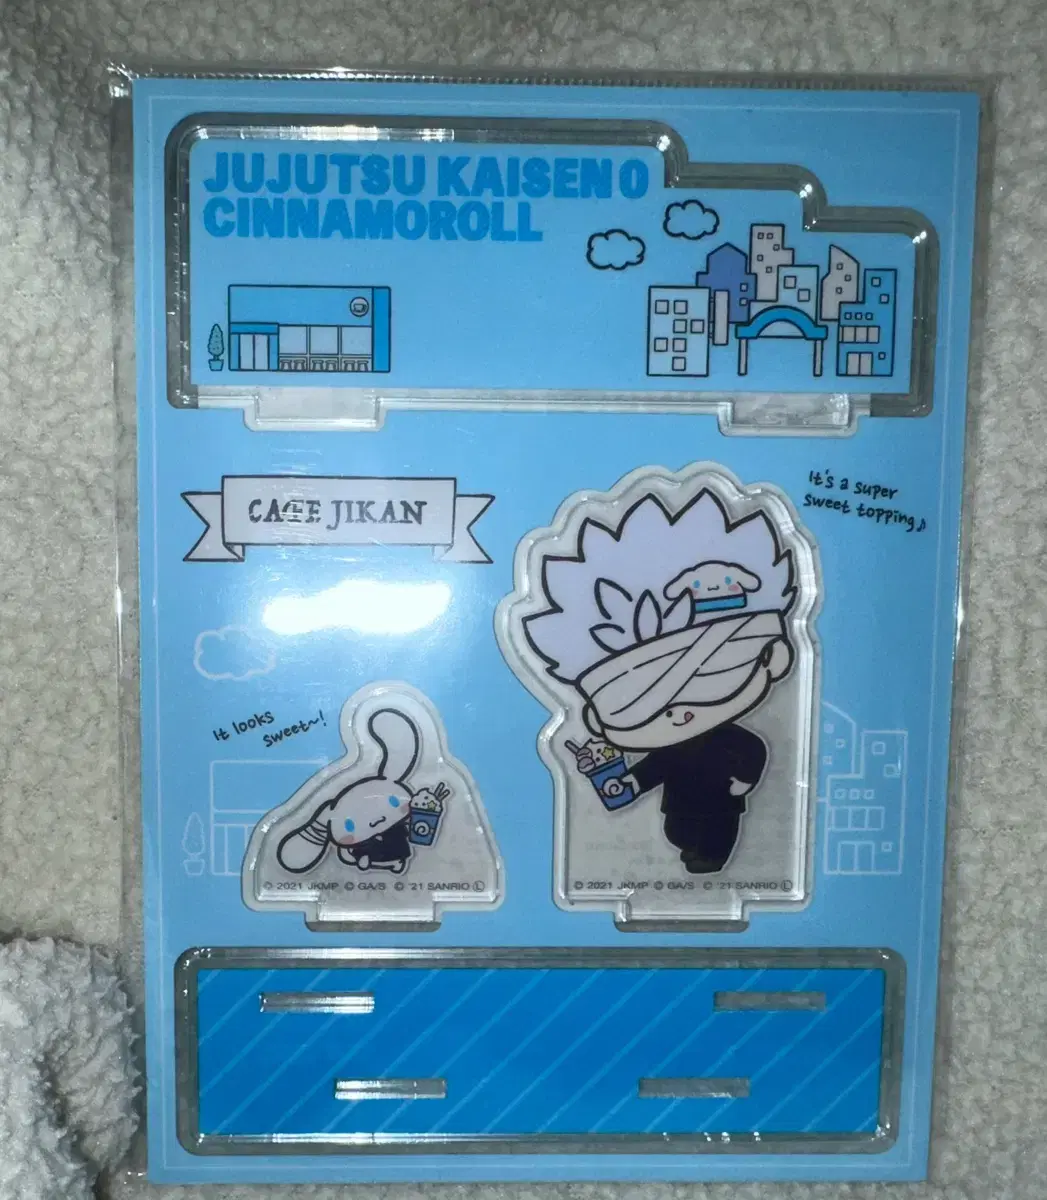 JUJUTSU KAISEN 0
CINNAMOROLL
CAFE JIKAN
It's a super
sweet topping♪
It looks
sweet~!
© 2021 JKMP © GA/S © '21 SANRIO Ⓛ
© 2021 JKMP © GA/S © '21 SANRIO Ⓛ